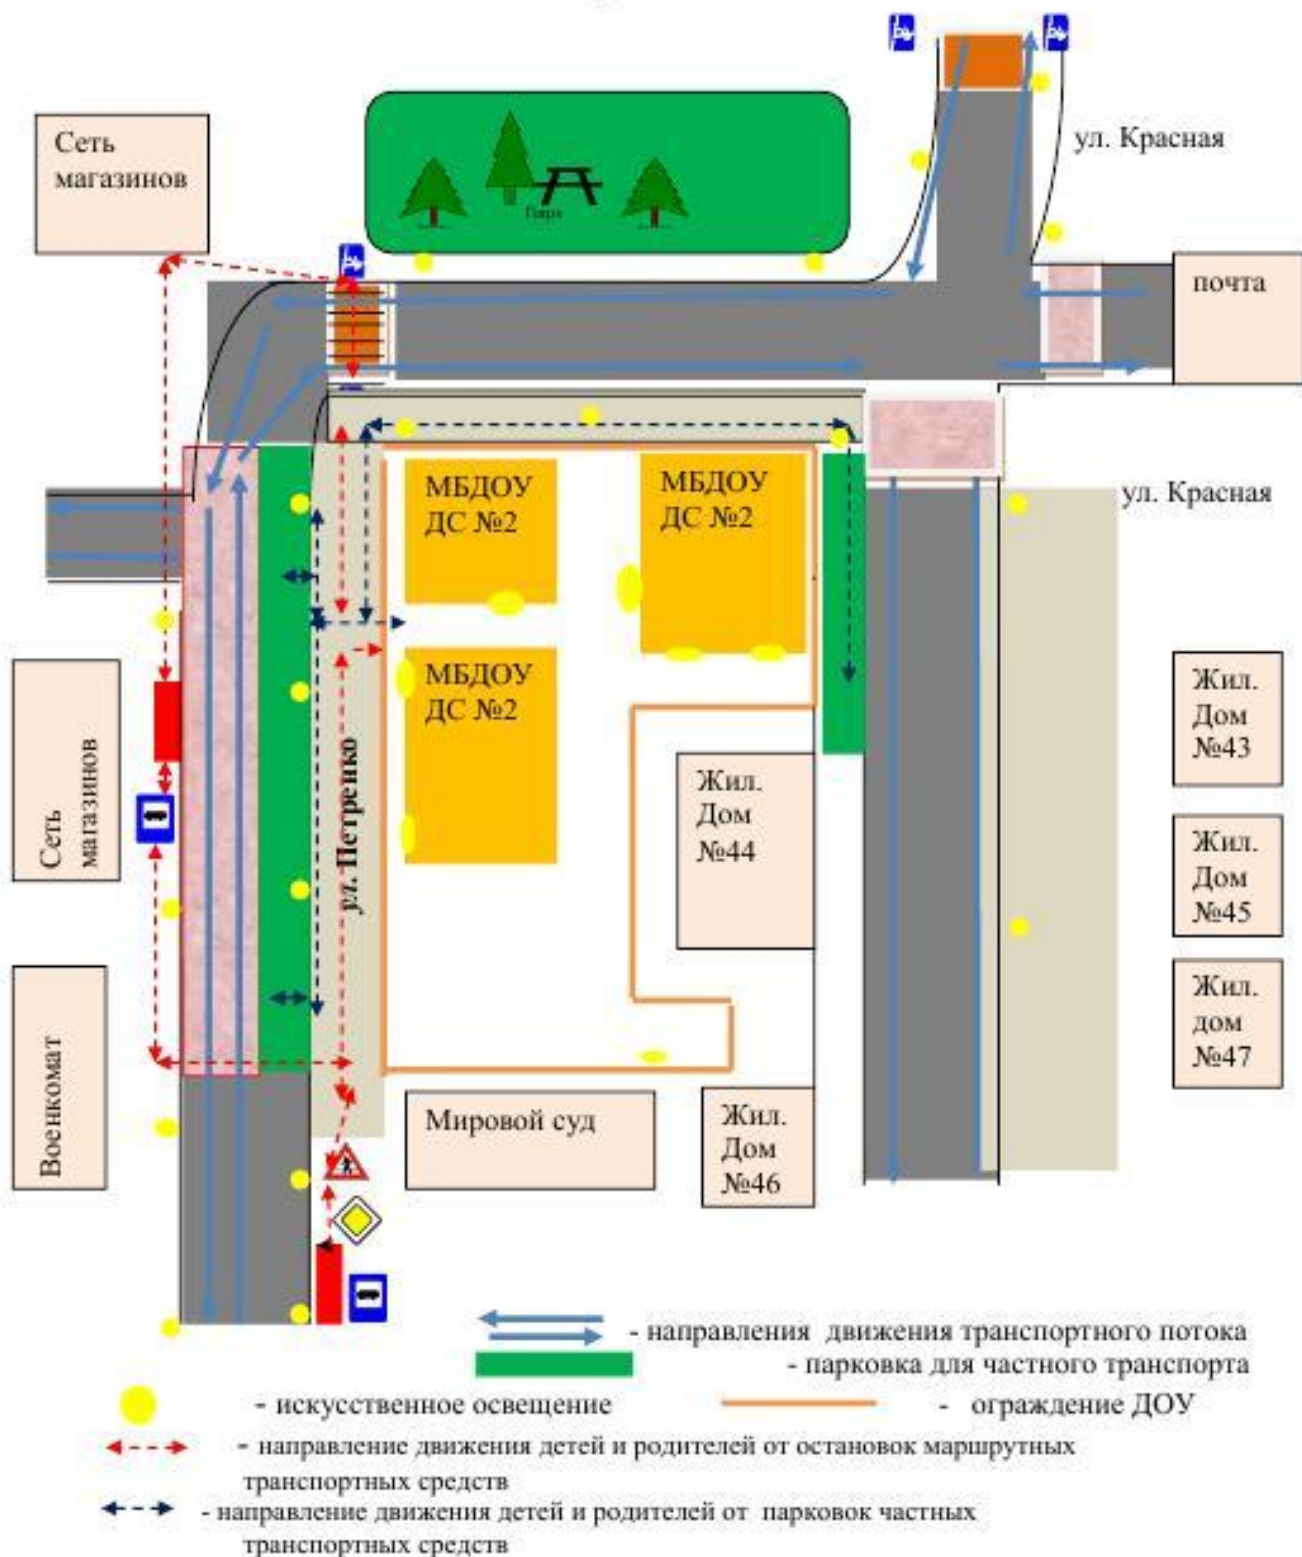 ул. Красная
Сеть
магазинов
Парк
почта
МБДОУ
ДС №2
МБДОУ
ДС №2
ул. Красная
МБДОУ
ДС №2
Жил.
Дом
№43
Сеть
магазинов
ул. Петренко
Жил.
Дом
№44
Жил.
Дом
№45
Военкомат
Жил.
дом
№47
Мировой суд
Жил.
Дом
№46
- направления движения транспортного потока
- парковка для частного транспорта
- искусственное освещение
- ограждение ДОУ
- направление движения детей и родителей от остановок маршрутных
транспортных средств
- направление движения детей и родителей от парковок частных
транспортных средств